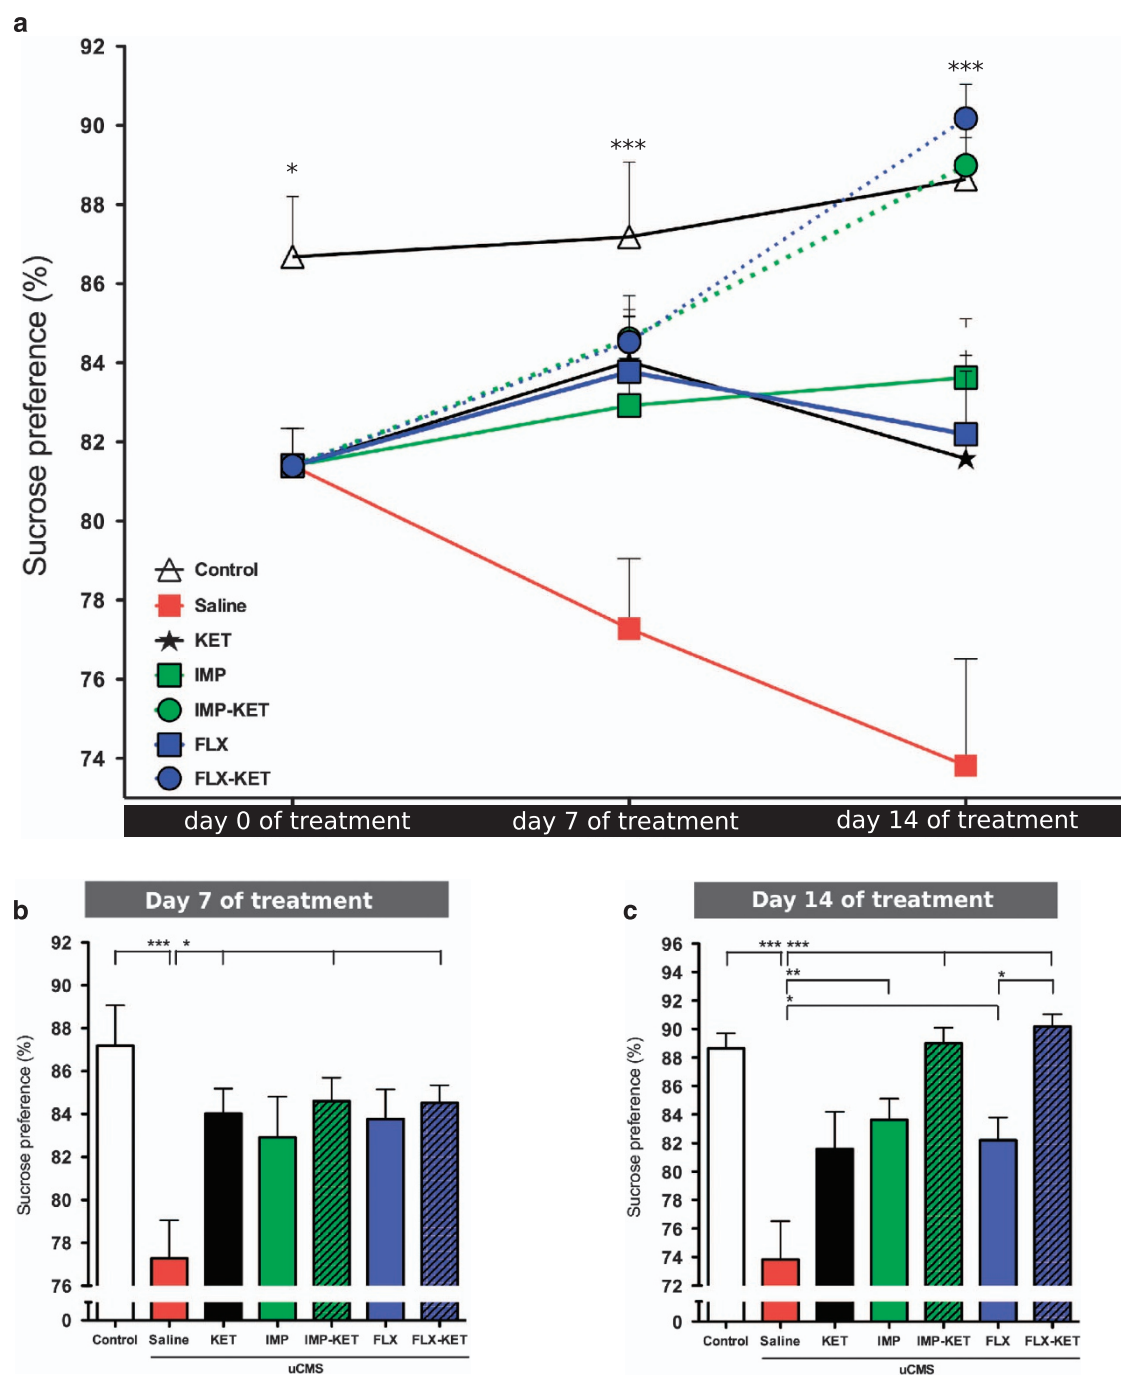 a
92
90
88
86
84
82
80
78
76
74
Sucrose preference (%)
*
***
***
Control
Saline
KET
IMP
IMP-KET
FLX
FLX-KET
day 0 of treatment day 7 of treatment day 14 of treatment
b
Day 7 of treatment
92
90
88
86
84
82
80
78
76
0
Sucrose preference (%)
*** *
Control Saline KET IMP IMP-KET FLX FLX-KET
uCMS
c
Day 14 of treatment
96
94
92
90
88
86
84
82
80
78
76
74
72
0
Sucrose preference (%)
*** ***
** *
*
Control Saline KET IMP IMP-KET FLX FLX-KET
uCMS